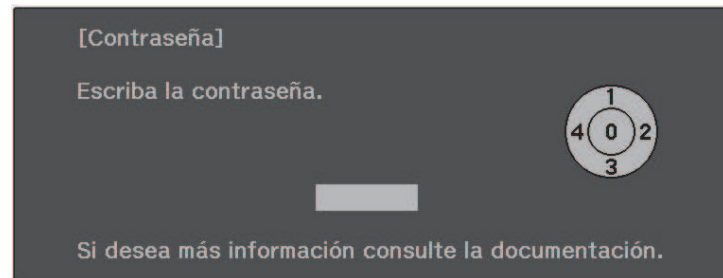 [Contraseña]
Escriba la contraseña.
1
4 0 2
3
Si desea más información consulte la documentación.